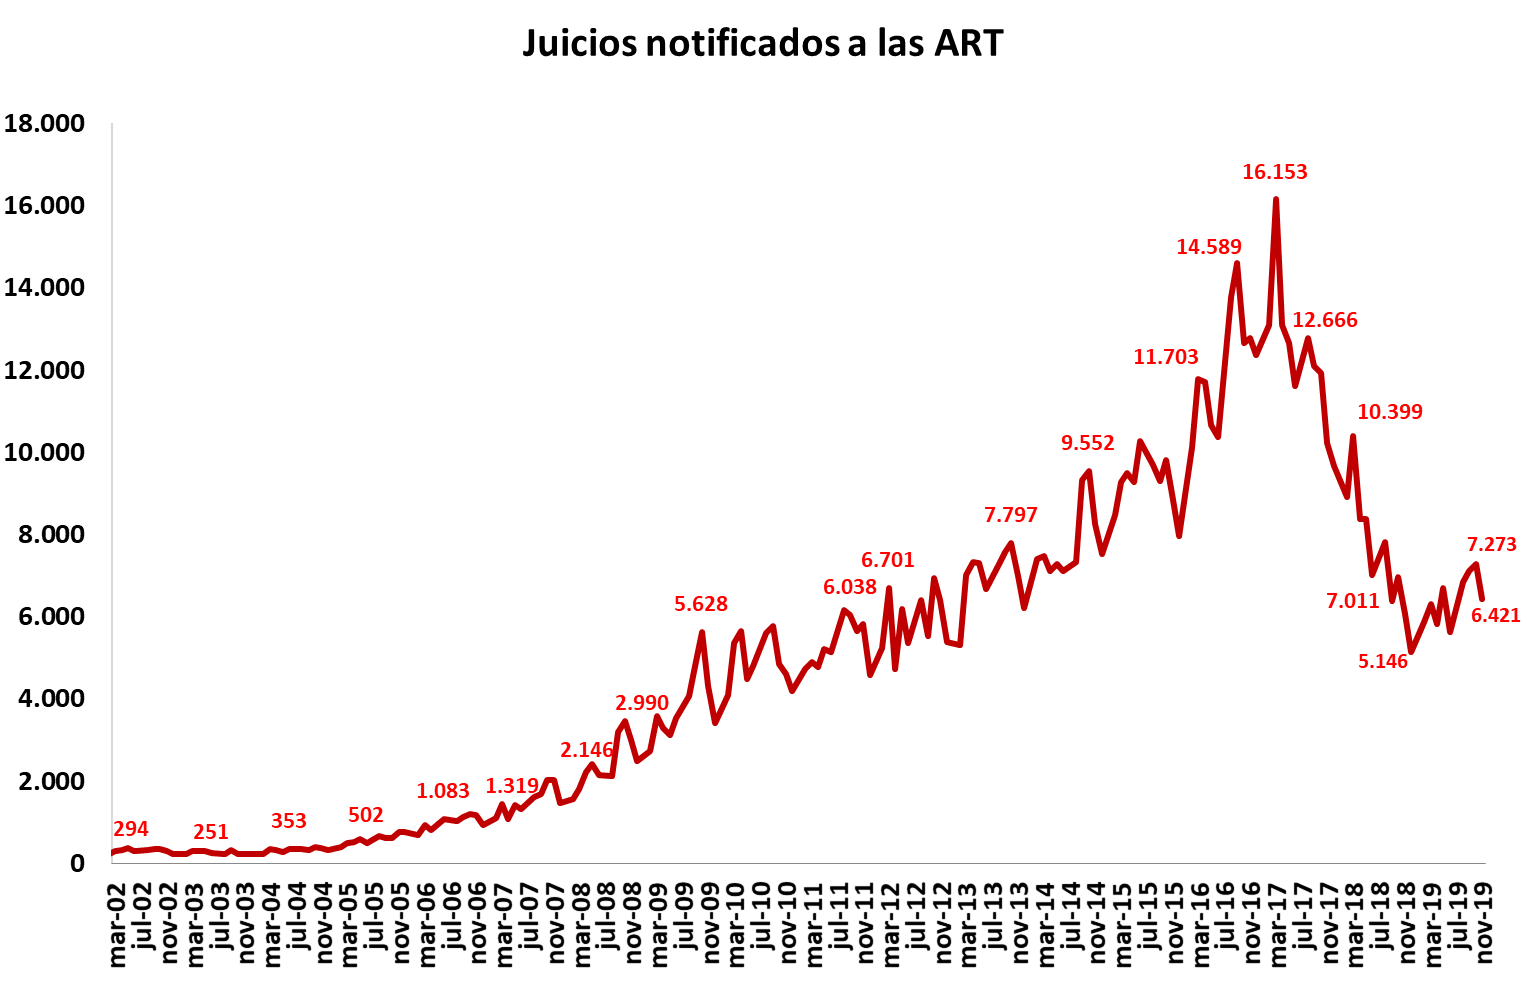 Juicios notificados a las ART
18.000
16.000
14.000
12.000
10.000
8.000
6.000
4.000
2.000
0
294
251
353
502
1.083
1.319
2.146
2.990
5.628
6.038
6.701
7.797
9.552
11.703
14.589
16.153
12.666
10.399
7.011
5.146
7.273
6.421
mar-02
jul-02
nov-02
mar-03
jul-03
nov-03
mar-04
jul-04
nov-04
mar-05
jul-05
nov-05
mar-06
jul-06
nov-06
mar-07
jul-07
nov-07
mar-08
jul-08
nov-08
mar-09
jul-09
nov-09
mar-10
jul-10
nov-10
mar-11
jul-11
nov-11
mar-12
jul-12
nov-12
mar-13
jul-13
nov-13
mar-14
jul-14
nov-14
mar-15
jul-15
nov-15
mar-16
jul-16
nov-16
mar-17
jul-17
nov-17
mar-18
jul-18
nov-18
mar-19
jul-19
nov-19